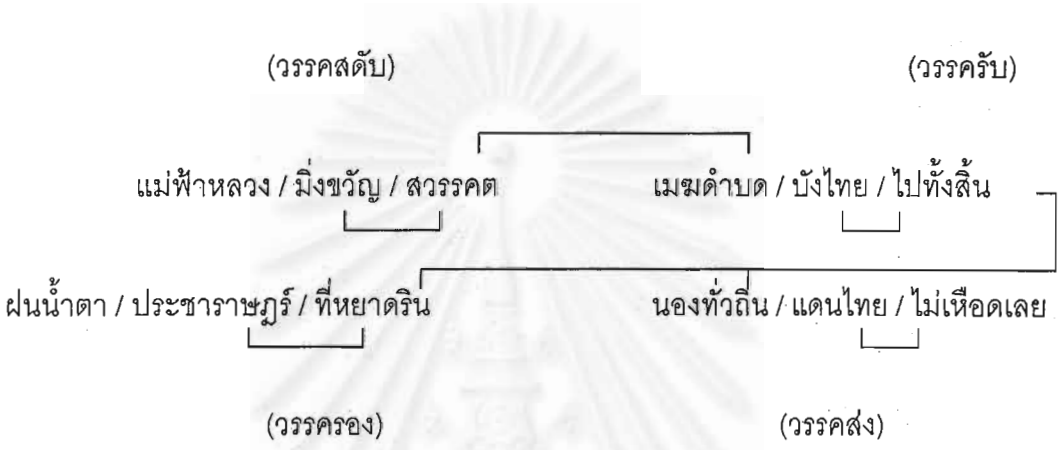 (วรรคสดับ) (วรรครับ)
แม่ฟ้าหลวง / มิ่งขวัญ / สวรรคต เมฆดำบด / บังไทย / ไปทั้งสิ้น
ฝนน้ำตา / ประชาราษฎร์ / ที่หยาดริน นองทั่วถิ่น / แดนไทย / ไม่เหือดเลย
(วรรครอง) (วรรคส่ง)